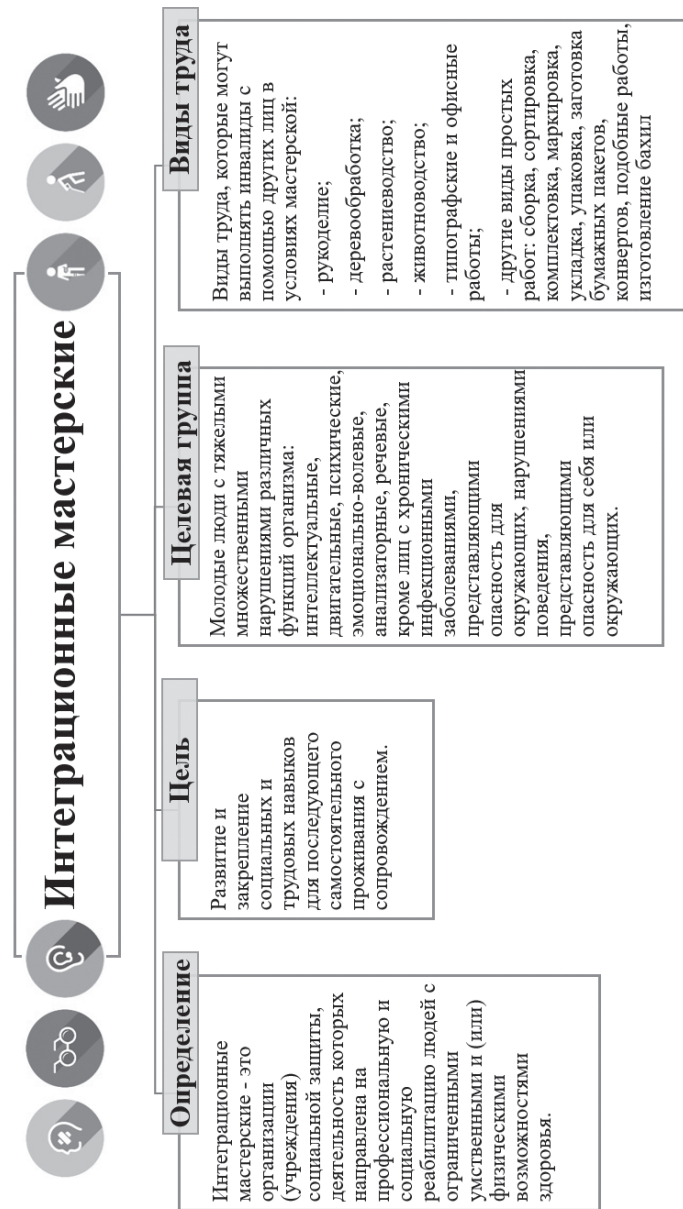 Интеграционные мастерские
Определение
Интеграционные
мастерские - это
организации
(учреждения)
социальной защиты,
деятельность которых
направлена на
профессиональную и
социальную
реабилитацию людей с
ограниченными
умственными и (или)
физическими
возможностями
здоровья.
Цель
Развитие и
закрепление
социальных и
трудовых навыков
для последующего
самостоятельного
проживания с
сопровождением.
Целевая группа
Молодые люди с тяжелыми
множественными
нарушениями различных
функций организма:
интеллектуальные,
двигательные, психические,
эмоционально-волевые,
анализаторные, речевые,
кроме лиц с хроническими
инфекционными
заболеваниями,
представляющими
опасность для
окружающих, нарушениями
поведения,
представляющими
опасность для себя или
окружающих.
Виды труда
Виды труда, которые могут
выполнять инвалиды с
помощью других лиц в
условиях мастерской:
- рукоделие;
- деревообработка;
- растениеводство;
- животноводство;
- типографские и офисные
работы;
- другие виды простых
работ: сборка, сортировка,
комплектовка, маркировка,
укладка, упаковка, заготовка
бумажных пакетов,
конвертов, подобные работы,
изготовление бахил